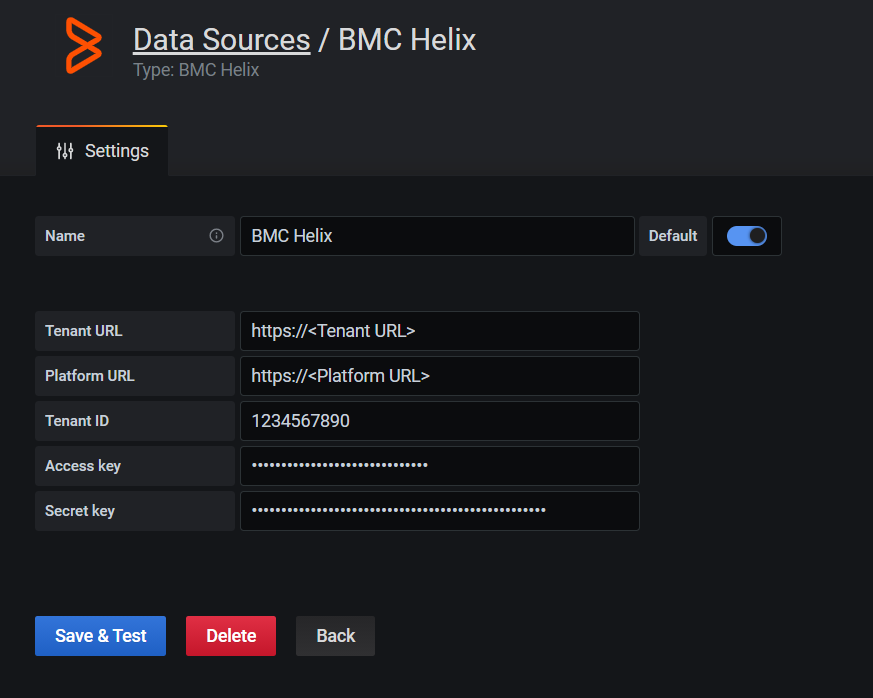 Data Sources / BMC Helix
Type: BMC Helix
Settings
Name BMC Helix Default
Tenant URL https://<Tenant URL>
Platform URL https://<Platform URL>
Tenant ID 1234567890
Access key ••••••••••••••••••••••••••••••
Secret key ••••••••••••••••••••••••••••••••••••••••••••••••••
Save & Test Delete Back